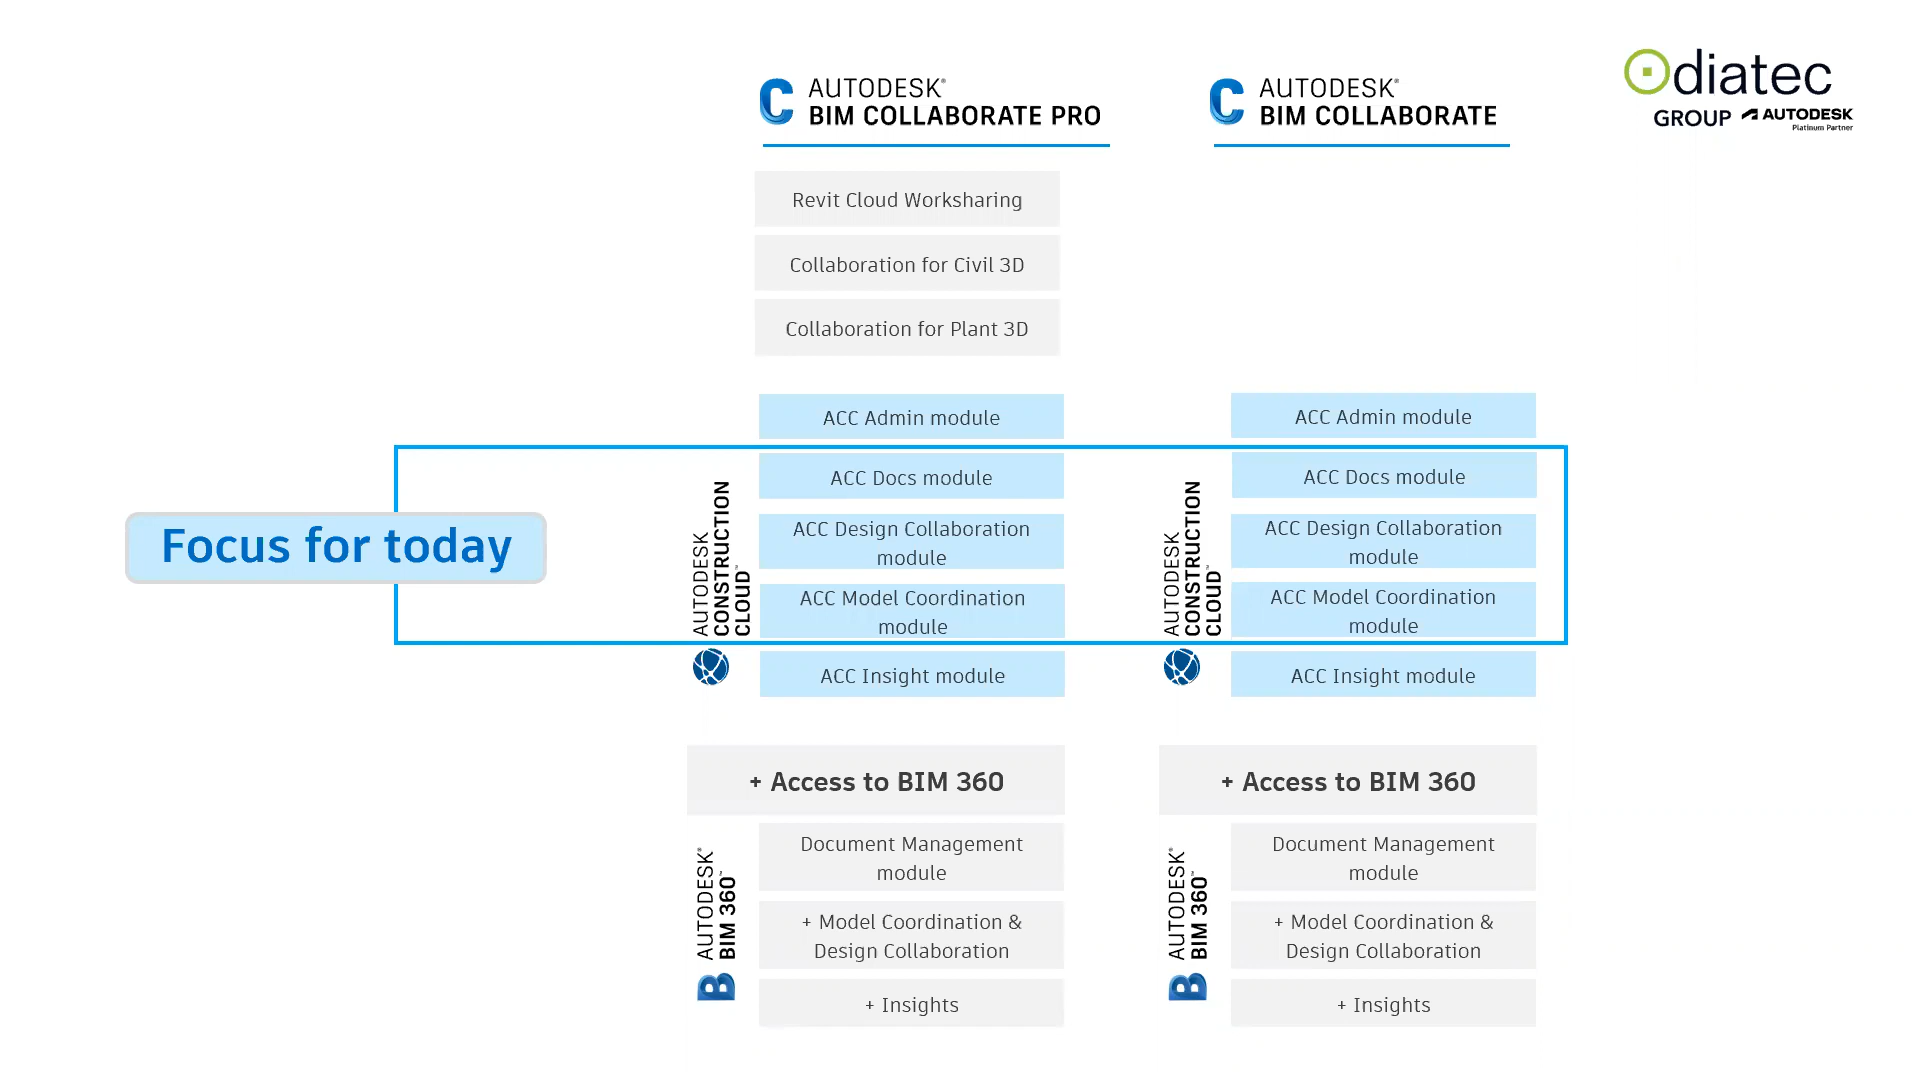 AUTODESK®
BIM COLLABORATE PRO
AUTODESK®
BIM COLLABORATE
diatec
GROUP
AUTODESK
Platinum Partner
Revit Cloud Worksharing
Collaboration for Civil 3D
Collaboration for Plant 3D
Focus for today
AUTODESK
CONSTRUCTION
CLOUD™
ACC Admin module
ACC Docs module
ACC Design Collaboration
module
ACC Model Coordination
module
ACC Insight module
AUTODESK
CONSTRUCTION
CLOUD™
ACC Admin module
ACC Docs module
ACC Design Collaboration
module
ACC Model Coordination
module
ACC Insight module
+ Access to BIM 360
AUTODESK®
BIM 360™
Document Management
module
+ Model Coordination &
Design Collaboration
+ Insights
+ Access to BIM 360
AUTODESK®
BIM 360™
Document Management
module
+ Model Coordination &
Design Collaboration
+ Insights